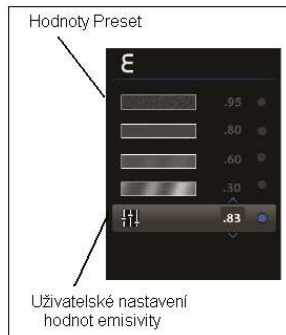 Hodnoty Preset
ε
.95
.80
.60
.30
.83
Uživatelské nastavení
hodnot emisivity